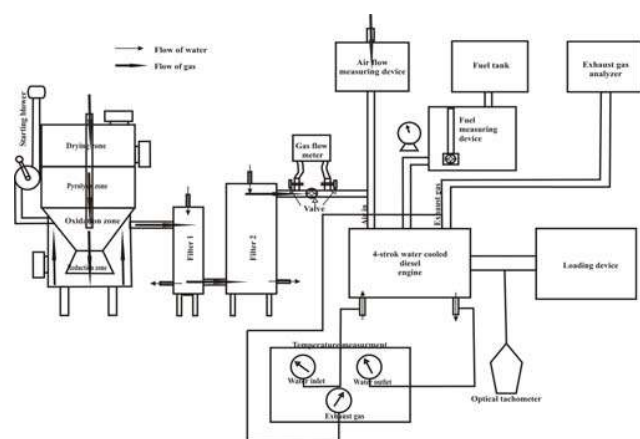 Flow of water
Flow of gas
Starting blower
Drying zone
Pyrolysis zone
Oxidation zone
Reduction zone
Filter 1
Filter 2
Gas flow
meter
Valve
Air flow
measuring device
Air in
Fuel tank
Fuel measuring
device
Exhaust gas
analyzer
Exhaust gas
4-strok water cooled
diesel
engine
Loading device
Optical tachometer
Temperature measurment
Water inlet
Water outlet
Exhaust gas